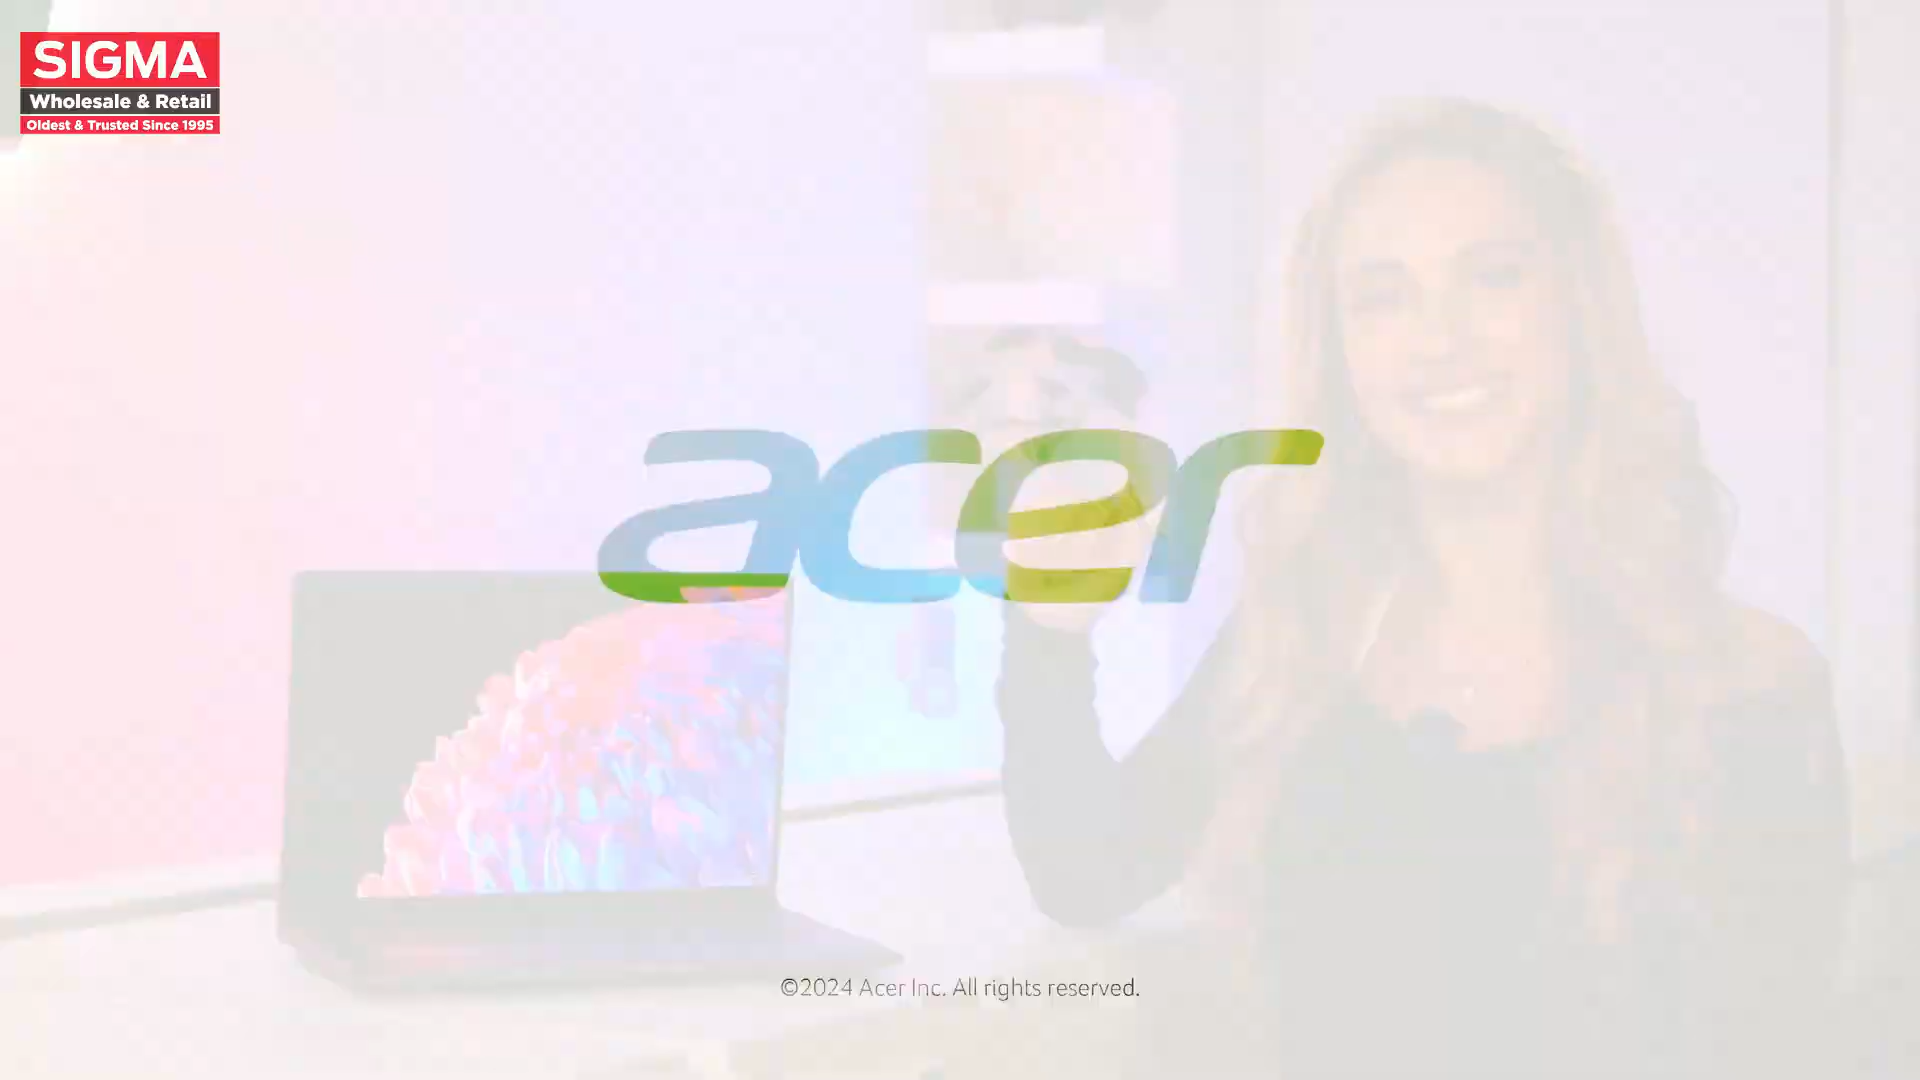 SIGMA
Wholesale & Retail
Oldest & Trusted Since 1995
acer
©2024 Acer Inc. All rights reserved.